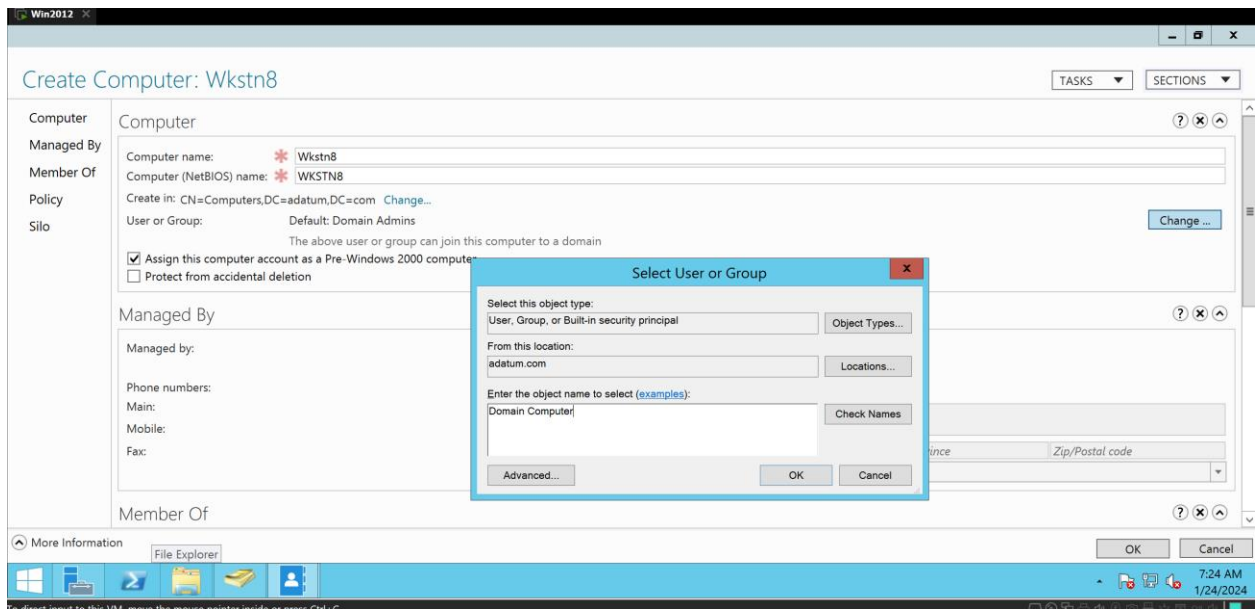 Win2012
Create Computer: Wkstn8
TASKS
SECTIONS
Computer
Managed By
Member Of
Policy
Silo
Computer
Computer name: Wkstn8
Computer (NetBIOS) name: WKSTN8
Create in: CN=Computers,DC=adatum,DC=com Change...
User or Group: Default: Domain Admins
Change ...
The above user or group can join this computer to a domain
Assign this computer account as a Pre-Windows 2000 computer
Protect from accidental deletion
Managed By
Managed by:
Phone numbers:
Main:
Mobile:
Fax:
Zip/Postal code
Select User or Group
Select this object type:
User, Group, or Built-in security principal
Object Types...
From this location:
adatum.com
Locations...
Enter the object name to select (examples):
Domain Computer
Check Names
Advanced...
OK
Cancel
Member Of
More Information
File Explorer
OK
Cancel
7:24 AM
1/24/2024
To direct input to this VM, move the mouse pointer inside or press Ctrl+G.